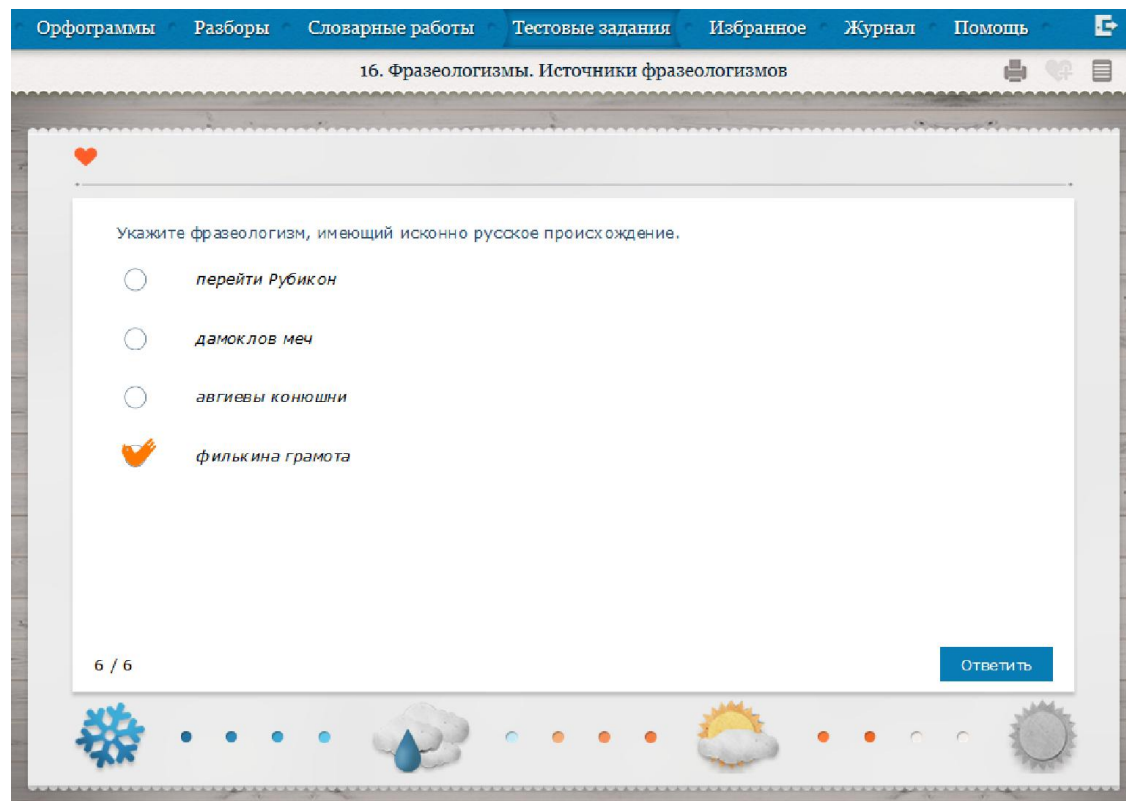 Орфограммы Разборы Словарные работы Тестовые задания Избранное Журнал Помощь
16. Фразеологизмы. Источники фразеологизмов
Укажите фразеологизм, имеющий исконно русское происхождение.
перейти Рубикон
дамоклов меч
авгиевы конюшни
филькина грамота
6 / 6
Ответить